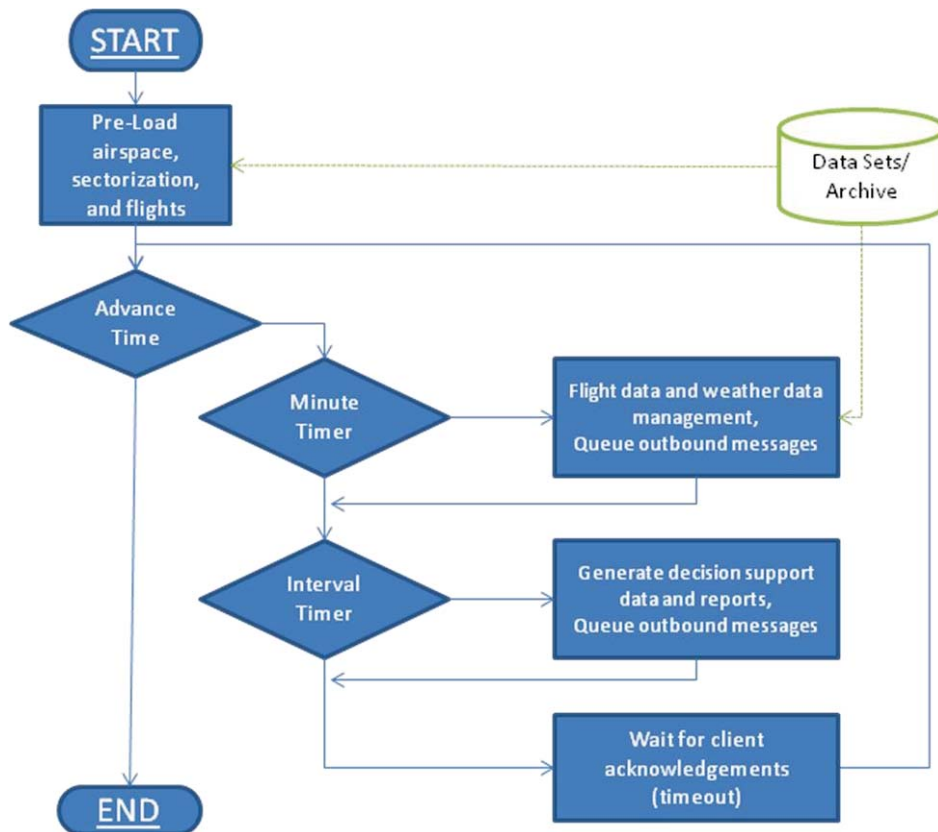 START
Pre-Load
airspace,
sectorization,
and flights
Data Sets/
Archive
Advance
Time
Minute
Timer
Flight data and weather data
management,
Queue outbound messages
Interval
Timer
Generate decision support
data and reports,
Queue outbound messages
Wait for client
acknowledgements
(timeout)
END